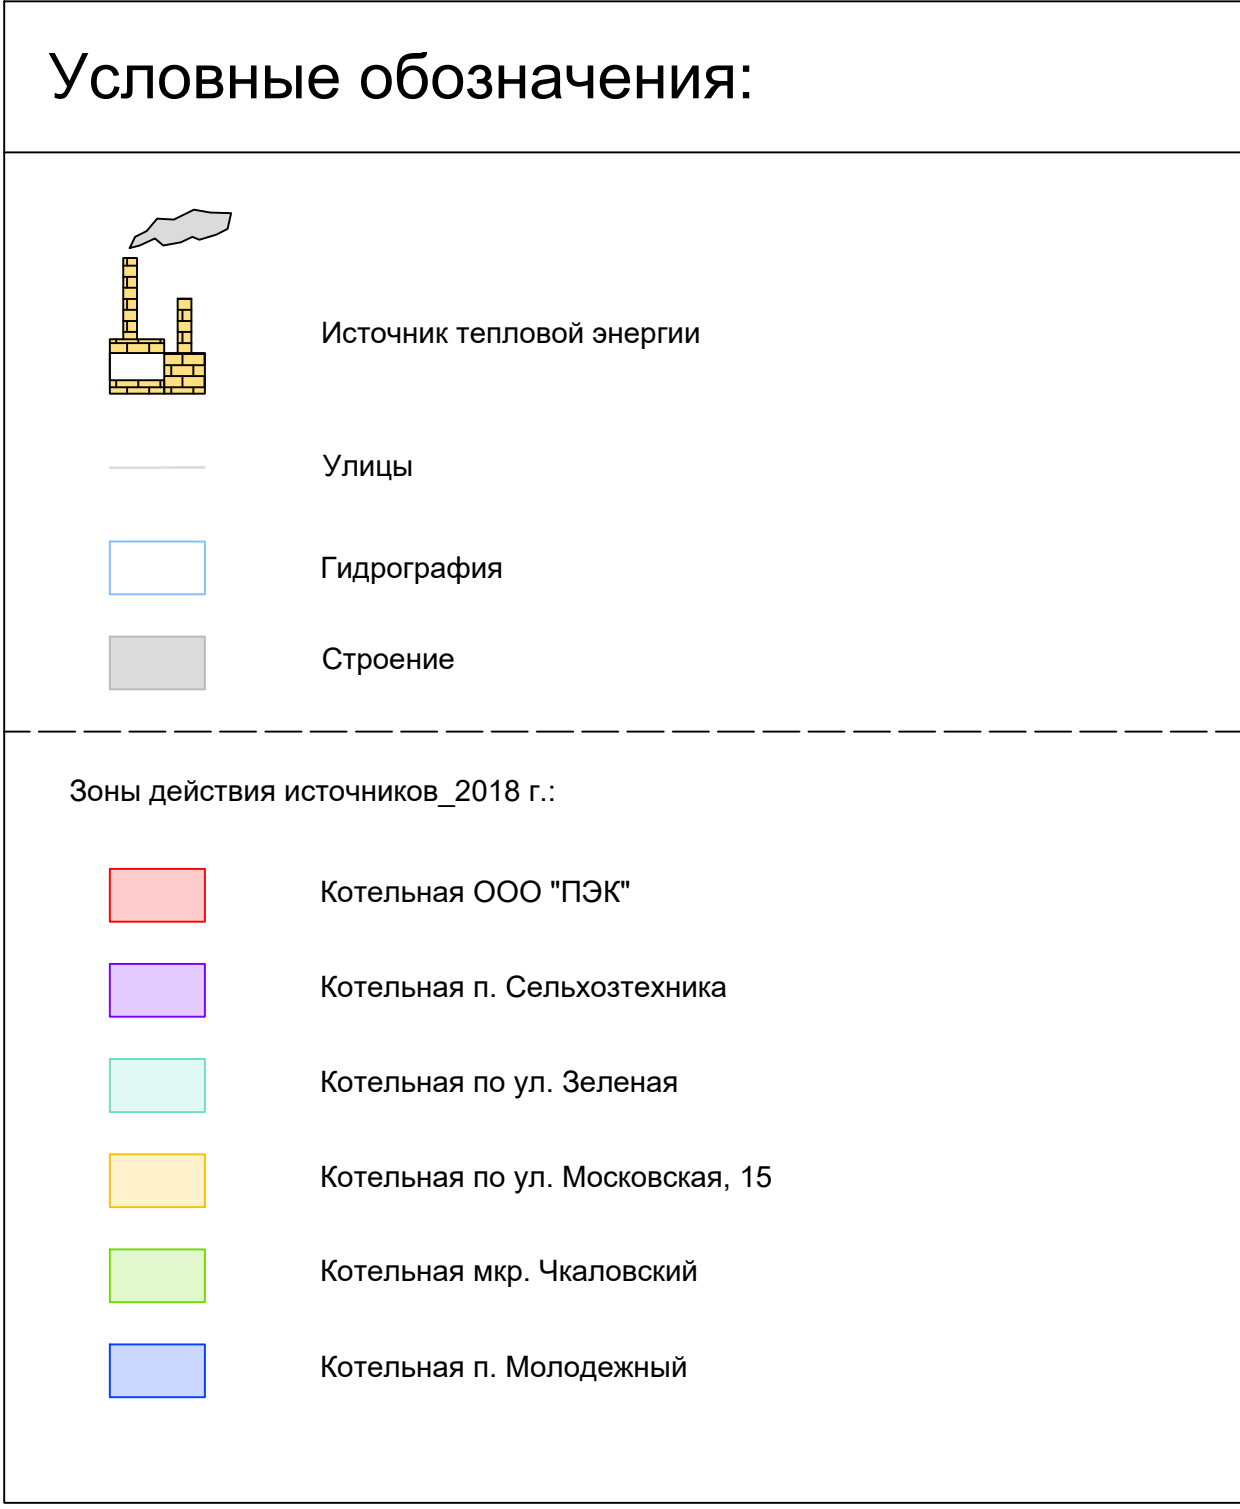 Условные обозначения:
Источник тепловой энергии
Улицы
Гидрография
Строение
Зоны действия источников_2018 г.:
Котельная ООО "ПЭК"
Котельная п. Сельхозтехника
Котельная по ул. Зеленая
Котельная по ул. Московская, 15
Котельная мкр. Чкаловский
Котельная п. Молодежный